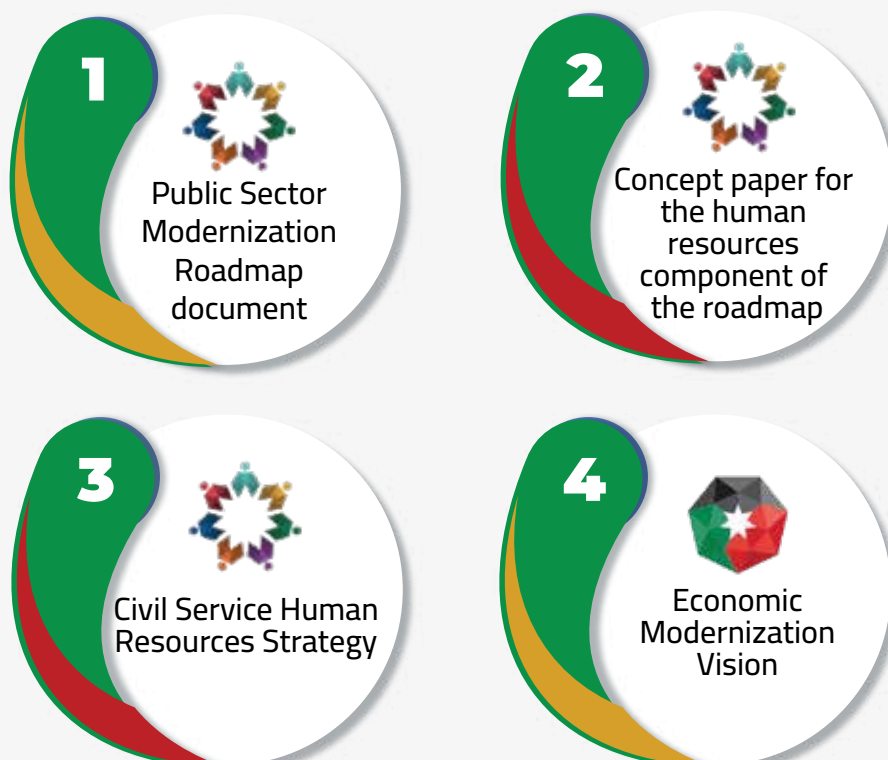 1
Public Sector
Modernization
Roadmap
document
2
Concept paper for
the human
resources
component of
the roadmap
3
Civil Service Human
Resources Strategy
4
Economic
Modernization
Vision